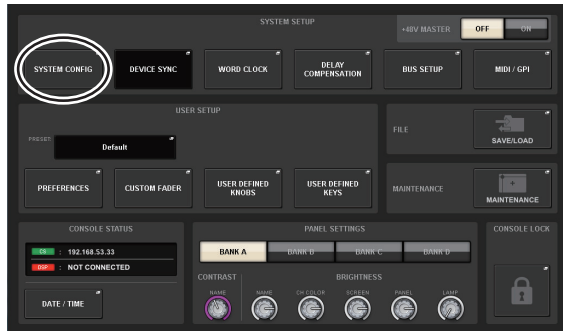 SYSTEM SETUP
+48V MASTER OFF ON
SYSTEM CONFIG DEVICE SYNC WORD CLOCK DELAY COMPENSATION BUS SETUP MIDI / GPI
USER SETUP
PRESET: Default
PREFERENCES CUSTOM FADER USER DEFINED KNOBS USER DEFINED KEYS
FILE SAVE/LOAD
MAINTENANCE MAINTENANCE
CONSOLE STATUS
CS : 192.168.53.33
DSP : NOT CONNECTED
DATE / TIME
PANEL SETTINGS
BANK A BANK B BANK C BANK D
CONTRAST BRIGHTNESS
NAME NAME CH COLOR SCREEN PANEL LAMP
CONSOLE LOCK